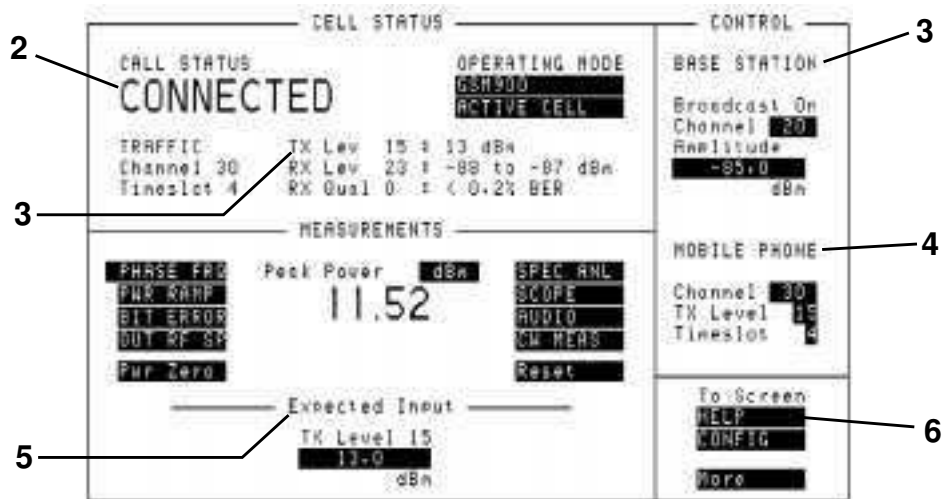 CELL STATUS
CALL STATUS
CONNECTED
OPERATING MODE
GSM900
ACTIVE CELL
TRAFFIC
Channel 30
Timeslot 4
TX Lev 15 : 13 dBm
RX Lev 23 : -88 to -87 dBm
RX Qual 0 : < 0.2% BER
MEASUREMENTS
PHASE FRQ
PWR RAMP
BIT ERROR
OUT RF SP
Pwr Zero
Peak Power dBm
11.52
SPEC ANL
SCOPE
AUDIO
CW MEAS
Reset
Expected Input
TX Level 15
13.0
dBm
CONTROL
BASE STATION
Broadcast On
Channel 20
Amplitude
-85.0
dBm
MOBILE PHONE
Channel 30
TX Level 15
Timeslot 4
To Screen
HELP
CONFIG
More
2
3
3
4
5
6